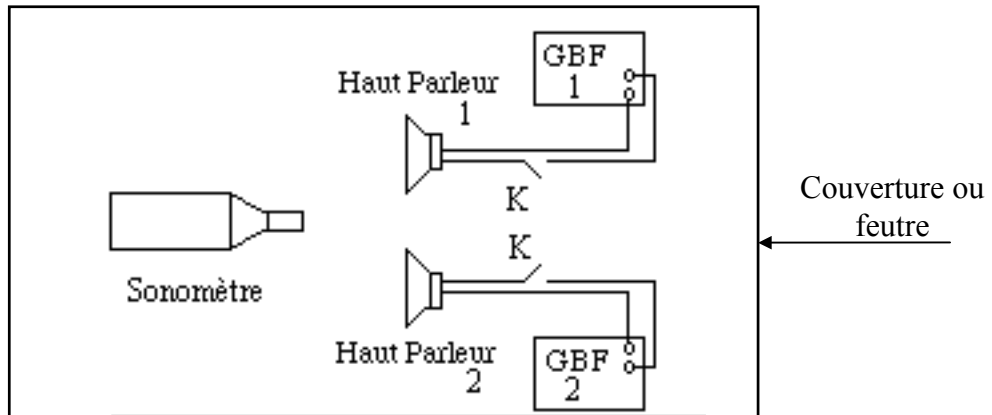 GBF
1
Haut Parleur
1
K
Couverture ou
feutre
K
Sonomètre
Haut Parleur
2
GBF
2